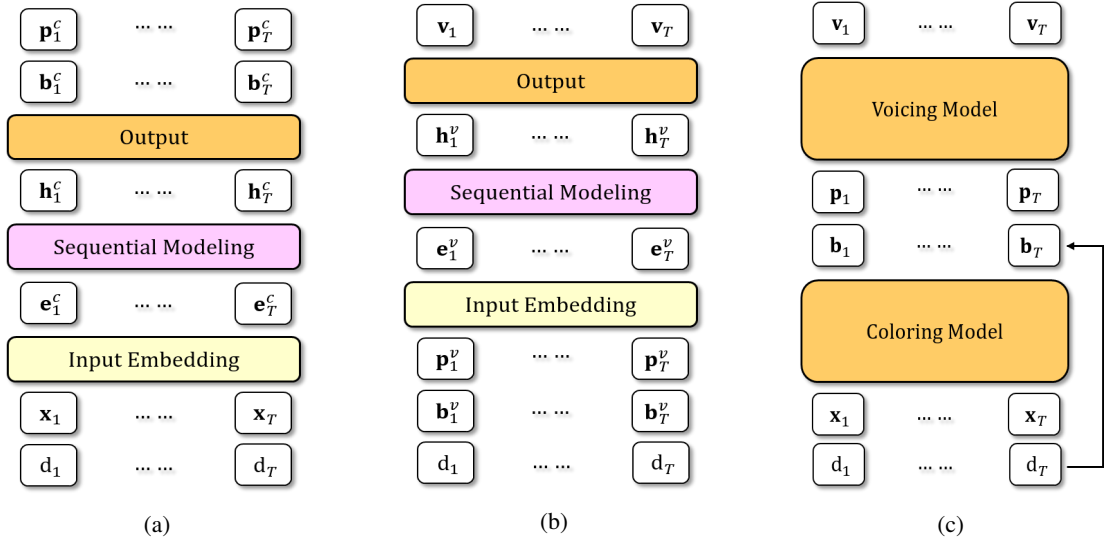 p₁ᶜ ... ... p_Tᶜ
b₁ᶜ ... ... b_Tᶜ
Output
h₁ᶜ ... ... h_Tᶜ
Sequential Modeling
e₁ᶜ ... ... e_Tᶜ
Input Embedding
x₁ ... ... x_T
d₁ ... ... d_T
(a)
v₁ ... ... v_T
Output
h₁ᵛ ... ... h_Tᵛ
Sequential Modeling
e₁ᵛ ... ... e_Tᵛ
Input Embedding
p₁ᵛ ... ... p_Tᵛ
b₁ᵛ ... ... b_Tᵛ
d₁ ... ... d_T
(b)
v₁ ... ... v_T
Voicing Model
p₁ ... ... p_T
b₁ ... ... b_T
Coloring Model
x₁ ... ... x_T
d₁ ... ... d_T
(c)